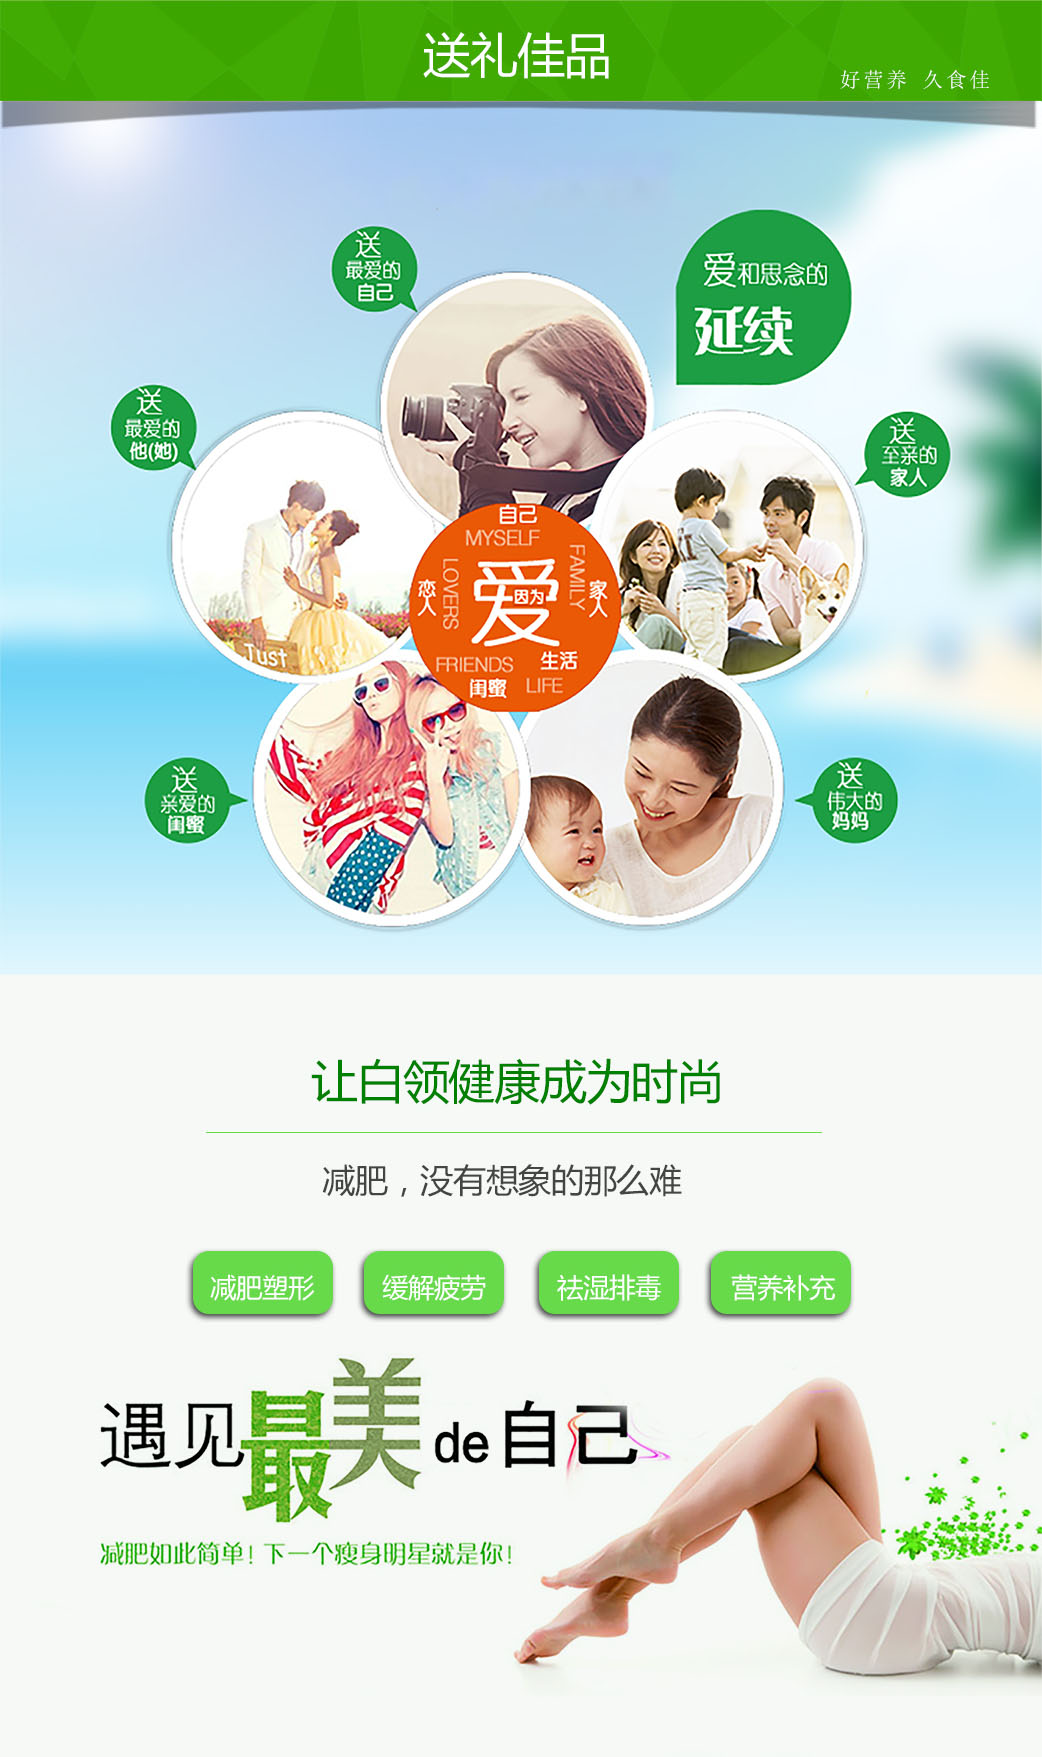 送礼佳品
好营养 久食佳
送
最爱的
自己
爱和思念的
延续
送
最爱的
他(她)
送
至亲的
家人
自己
MYSELF
恋人
LOVERS
因为
爱
FAMILY
家人
FRIENDS
闺蜜
生活
LIFE
Just
送
亲爱的
闺蜜
送
伟大的
妈妈
让白领健康成为时尚
减肥，没有想象的那么难
减肥塑形
缓解疲劳
祛湿排毒
营养补充
遇见最美de自己
减肥如此简单！下一个瘦身明星就是你！